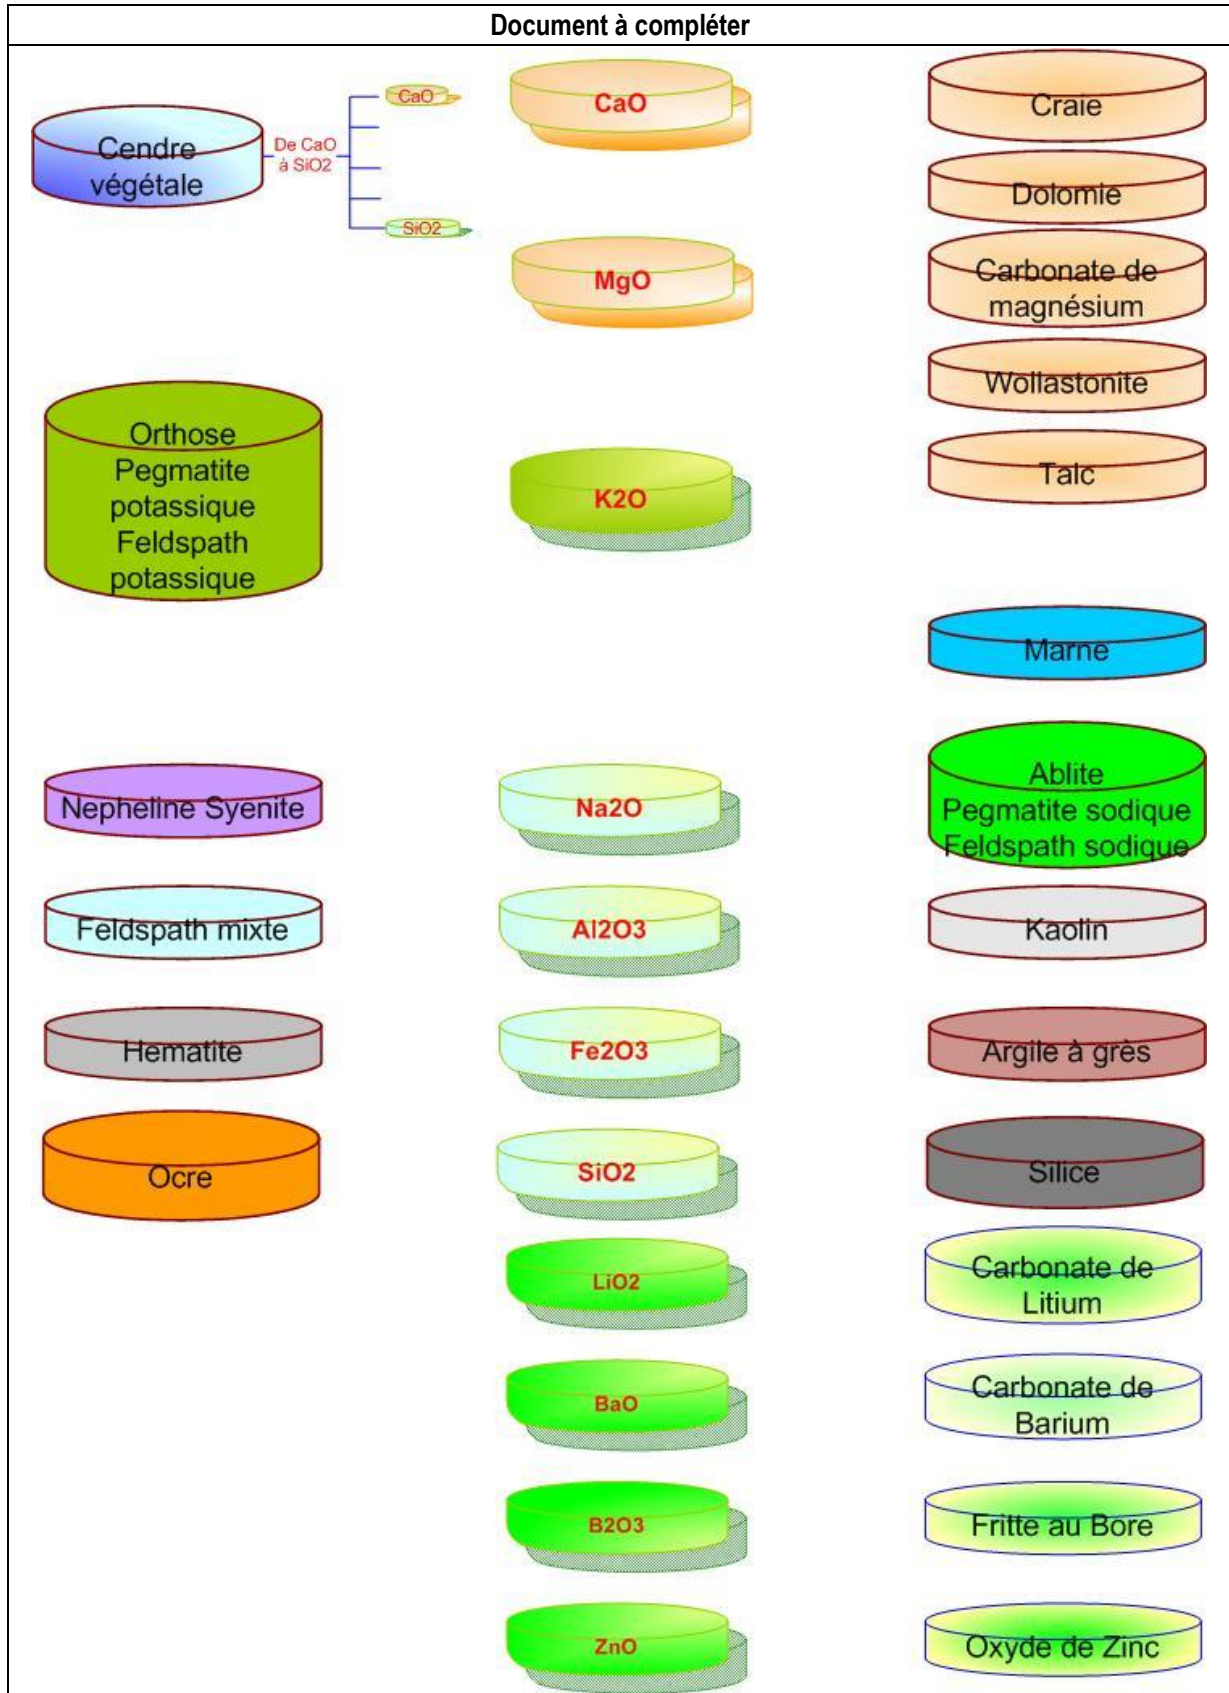 Document à compléter
Cendre
végétale
De CaO
à SiO2
CaO
SiO2
Orthose
Pegmatite
potassique
Feldspath
potassique
Nepheline Syenite
Feldspath mixte
Hematite
Ocre
CaO
MgO
K2O
Na2O
Al2O3
Fe2O3
SiO2
LiO2
BaO
B2O3
ZnO
Craie
Dolomie
Carbonate de
magnésium
Wollastonite
Talc
Marne
Ablite
Pegmatite sodique
Feldspath sodique
Kaolin
Argile à grès
Silice
Carbonate de
Litium
Carbonate de
Barium
Fritte au Bore
Oxyde de Zinc